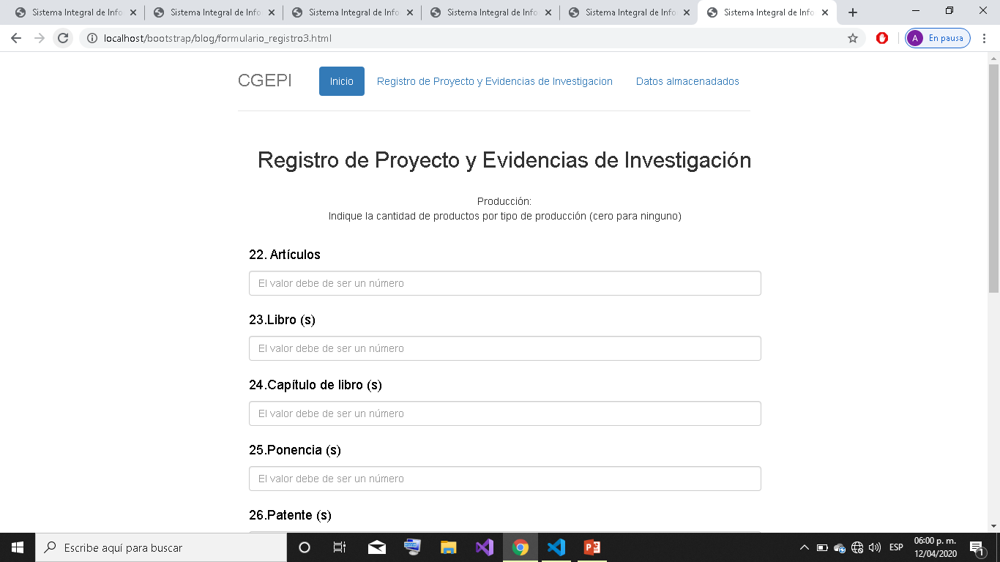 Sistema Integral de Info
Sistema Integral de Info
Sistema Integral de Info
Sistema Integral de Info
Sistema Integral de Info
Sistema Integral de Info
localhost/bootstrap/blog/formulario_registro3.html
A En pausa
CGEPI
Inicio
Registro de Proyecto y Evidencias de Investigacion
Datos almacenadados
Registro de Proyecto y Evidencias de Investigación
Producción:
Indique la cantidad de productos por tipo de producción (cero para ninguno)
22. Artículos
El valor debe de ser un número
23.Libro (s)
El valor debe de ser un número
24.Capítulo de libro (s)
El valor debe de ser un número
25.Ponencia (s)
El valor debe de ser un número
26.Patente (s)
Escribe aquí para buscar
ESP
06:00 p. m.
12/04/2020
1